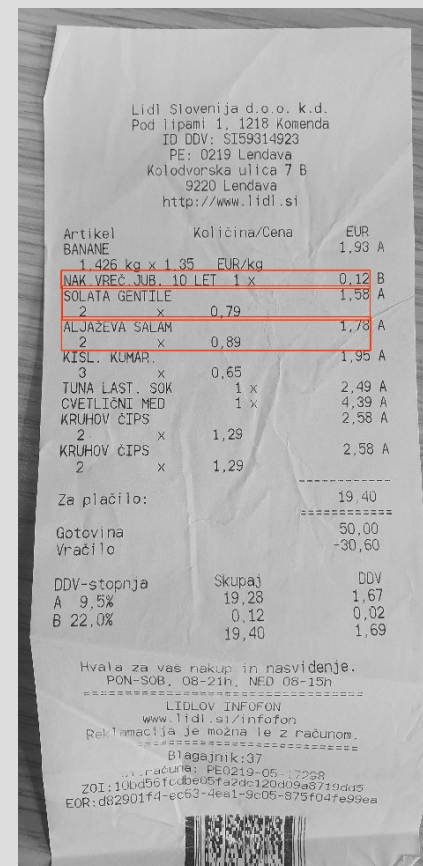 Lidl Slovenija d.o.o. k.d.
Pod lipami 1, 1218 Komenda
ID DDV: SI59314923
PE: 0219 Lendava
Kolodvorska ulica 7 B
9220 Lendava
http://www.lidl.si
Artikel Količina/Cena EUR
BANANE 1,93 A
1,426 kg x 1,35 EUR/kg
NAK.VREČ.JUB. 10 LET 1 x 0,12 B
SOLATA GENTILE 1,58 A
2 x 0,79
ALJAŽEVA SALAM 1,78 A
2 x 0,89
KISL. KUMAR. 1,95 A
3 x 0,65
TUNA LAST. SOK 1 x 2,49 A
CVETLIČNI MED 1 x 4,39 A
KRUHOV ČIPS 2,58 A
2 x 1,29
KRUHOV ČIPS 2,58 A
2 x 1,29
Za plačilo: 19,40
Gotovina 50,00
Vračilo -30,60
DDV-stopnja Skupaj DDV
A 9,5% 19,28 1,67
B 22,0% 0,12 0,02
19,40 1,69
Hvala za vaš nakup in nasvidenje.
PON-SOB, 08-21h, NED 08-15h
LIDLOV INFOFON
www.lidl.si/infofon
Reklamacija je možna le z računom.
Blagajnik:37
računa: PE0219-05-
ZOI:10bd56fcdbe05fa2dc120d09a8719dd5
EOR:d82901f4-ec63-4ea1-9c05-875f04fe99ea